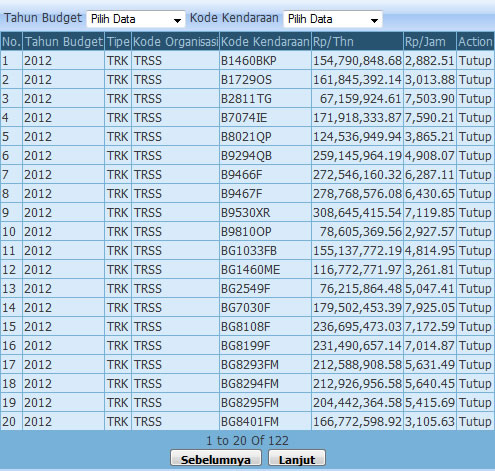 Tahun Budget Pilih Data Kode Kendaraan Pilih Data
No. Tahun Budget Tipe Kode Organisasi Kode Kendaraan Rp/Thn Rp/Jam Action
1 2012 TRK TRSS B1460BKP 154,790,848.68 2,882.51 Tutup
2 2012 TRK TRSS B1729OS 161,845,392.14 3,013.88 Tutup
3 2012 TRK TRSS B2811TG 67,159,924.61 7,503.90 Tutup
4 2012 TRK TRSS B7074IE 171,918,333.87 7,590.21 Tutup
5 2012 TRK TRSS B8021QP 124,536,949.94 3,865.21 Tutup
6 2012 TRK TRSS B9294QB 259,145,964.19 4,908.07 Tutup
7 2012 TRK TRSS B9466F 272,546,160.32 6,287.11 Tutup
8 2012 TRK TRSS B9467F 278,768,576.08 6,430.65 Tutup
9 2012 TRK TRSS B9530XR 308,645,415.54 7,119.85 Tutup
10 2012 TRK TRSS B9810OP 78,605,369.56 2,927.57 Tutup
11 2012 TRK TRSS BG1033FB 155,137,772.19 4,814.95 Tutup
12 2012 TRK TRSS BG1460ME 116,772,771.97 3,261.81 Tutup
13 2012 TRK TRSS BG2549F 76,215,864.48 5,047.41 Tutup
14 2012 TRK TRSS BG7030F 179,502,453.39 7,925.05 Tutup
15 2012 TRK TRSS BG8108F 236,695,473.03 7,172.59 Tutup
16 2012 TRK TRSS BG8199F 231,490,657.14 7,014.87 Tutup
17 2012 TRK TRSS BG8293FM 212,588,908.58 5,631.49 Tutup
18 2012 TRK TRSS BG8294FM 212,926,956.58 5,640.45 Tutup
19 2012 TRK TRSS BG8295FM 204,442,364.58 5,415.69 Tutup
20 2012 TRK TRSS BG8401FM 166,772,598.92 3,105.63 Tutup
1 to 20 Of 122
Sebelumnya Lanjut